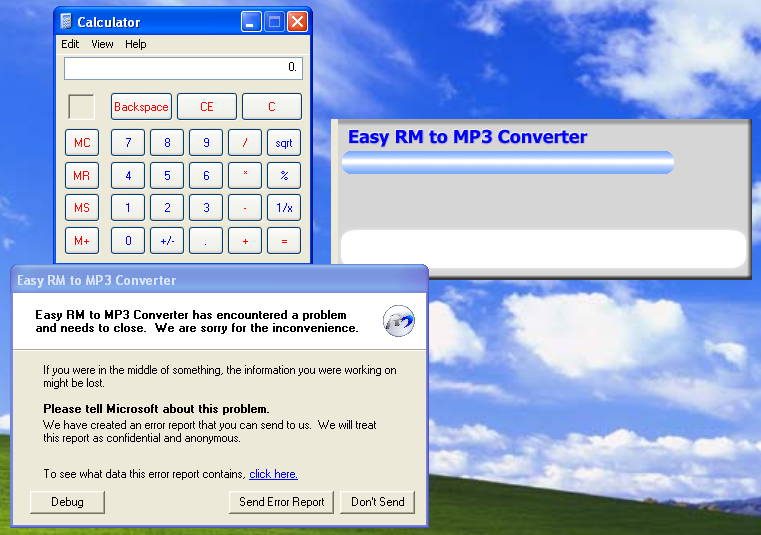 Calculator
Edit View Help
0.
Backspace CE C
MC 7 8 9 / sqrt
MR 4 5 6 * %
MS 1 2 3 - 1/x
M+ 0 +/- . + =
Easy RM to MP3 Converter
Easy RM to MP3 Converter
Easy RM to MP3 Converter has encountered a problem
and needs to close. We are sorry for the inconvenience.
If you were in the middle of something, the information you were working on
might be lost.
Please tell Microsoft about this problem.
We have created an error report that you can send to us. We will treat
this report as confidential and anonymous.
To see what data this error report contains, click here.
Debug Send Error Report Don't Send